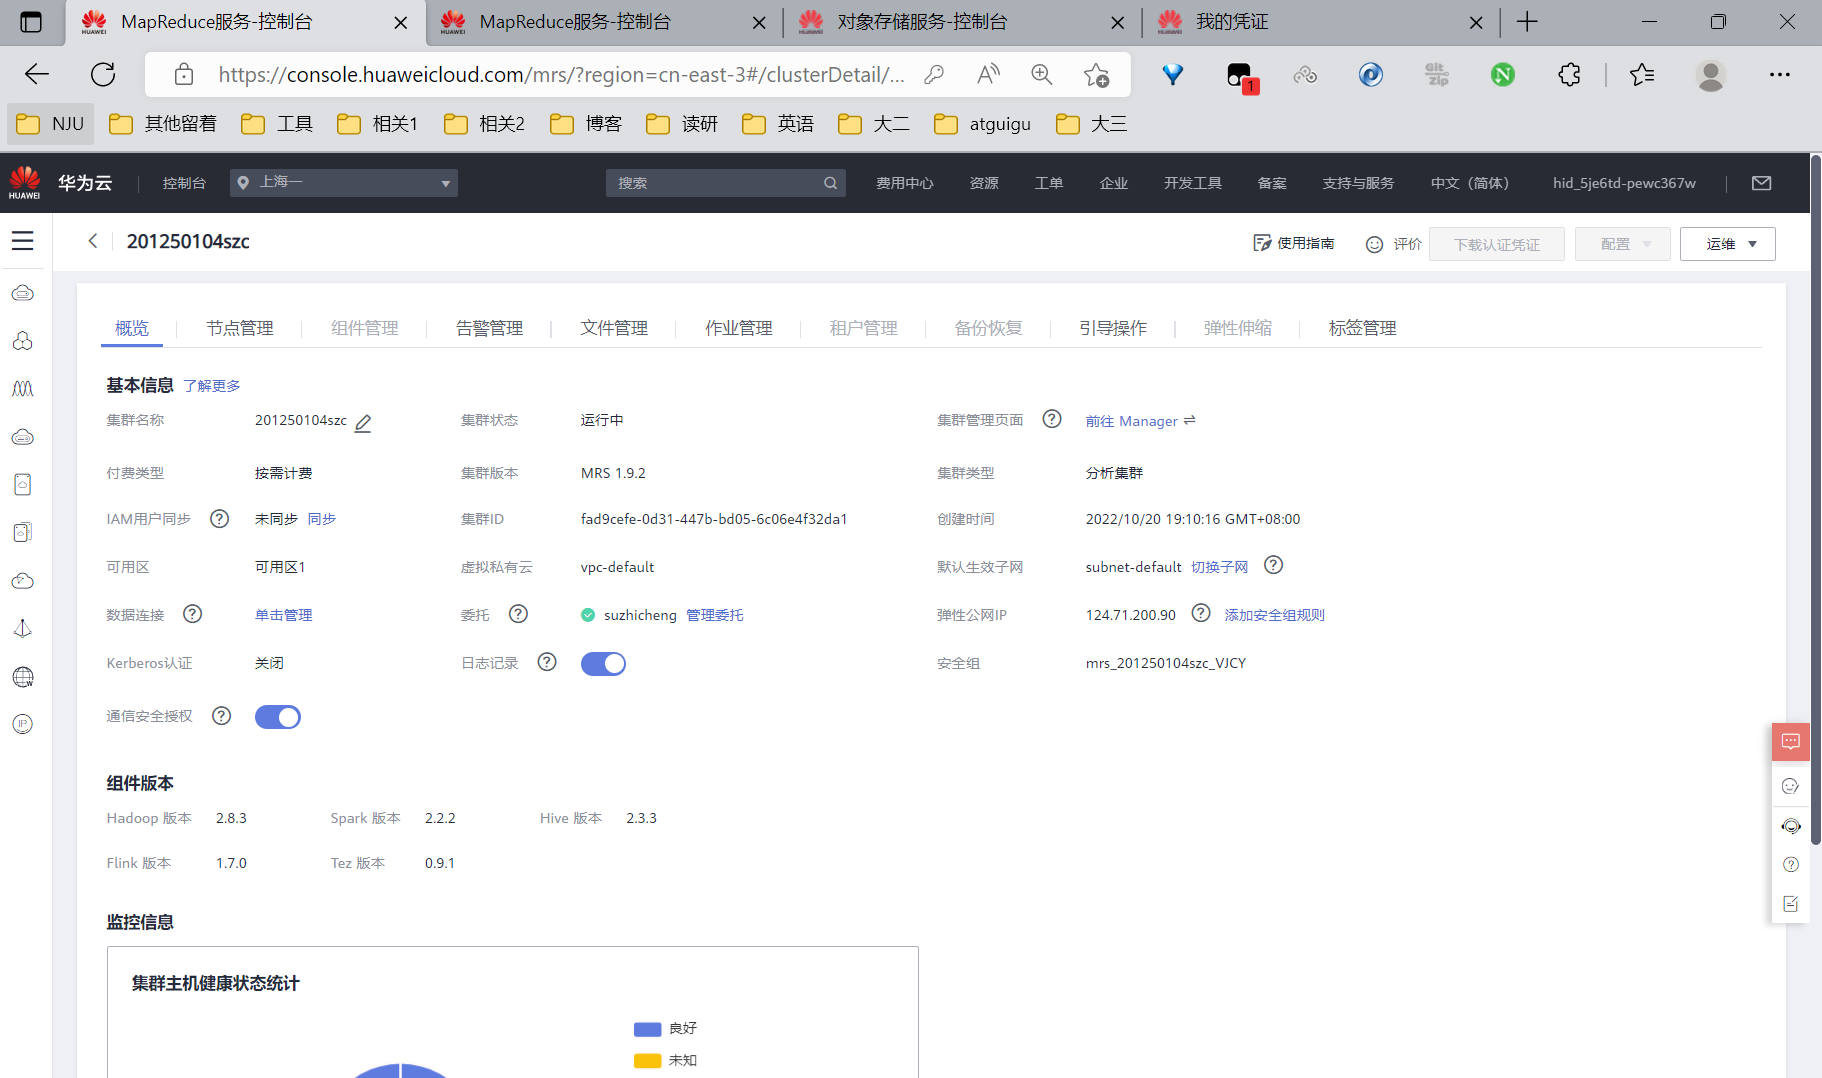 MapReduce服务-控制台
MapReduce服务-控制台
对象存储服务-控制台
我的凭证
https://console.huaweicloud.com/mrs/?region=cn-east-3#/clusterDetail/...
1
Git Zip
N
NJU 其他留着 工具 相关1 相关2 博客 读研 英语 大二 atguigu 大三
HUAWEI 华为云 控制台 上海一 搜索 费用中心 资源 工单 企业 开发工具 备案 支持与服务 中文（简体） hid_5je6td-pewc367w
201250104szc 使用指南 评价 下载认证凭证 配置 运维
概览 节点管理 组件管理 告警管理 文件管理 作业管理 租户管理 备份恢复 引导操作 弹性伸缩 标签管理
基本信息 了解更多
集群名称 201250104szc 集群状态 运行中 集群管理页面 前往 Manager
付费类型 按需计费 集群版本 MRS 1.9.2 集群类型 分析集群
IAM用户同步 未同步 同步 集群ID fad9cefe-0d31-447b-bd05-6c06e4f32da1 创建时间 2022/10/20 19:10:16 GMT+08:00
可用区 可用区1 虚拟私有云 vpc-default 默认生效子网 subnet-default 切换子网
数据连接 单击管理 委托 suzhicheng 管理委托 弹性公网IP 124.71.200.90 添加安全组规则
Kerberos认证 关闭 日志记录 安全组 mrs_201250104szc_VJCY
通信安全授权
组件版本
Hadoop 版本 2.8.3 Spark 版本 2.2.2 Hive 版本 2.3.3
Flink 版本 1.7.0 Tez 版本 0.9.1
监控信息
集群主机健康状态统计
良好
未知